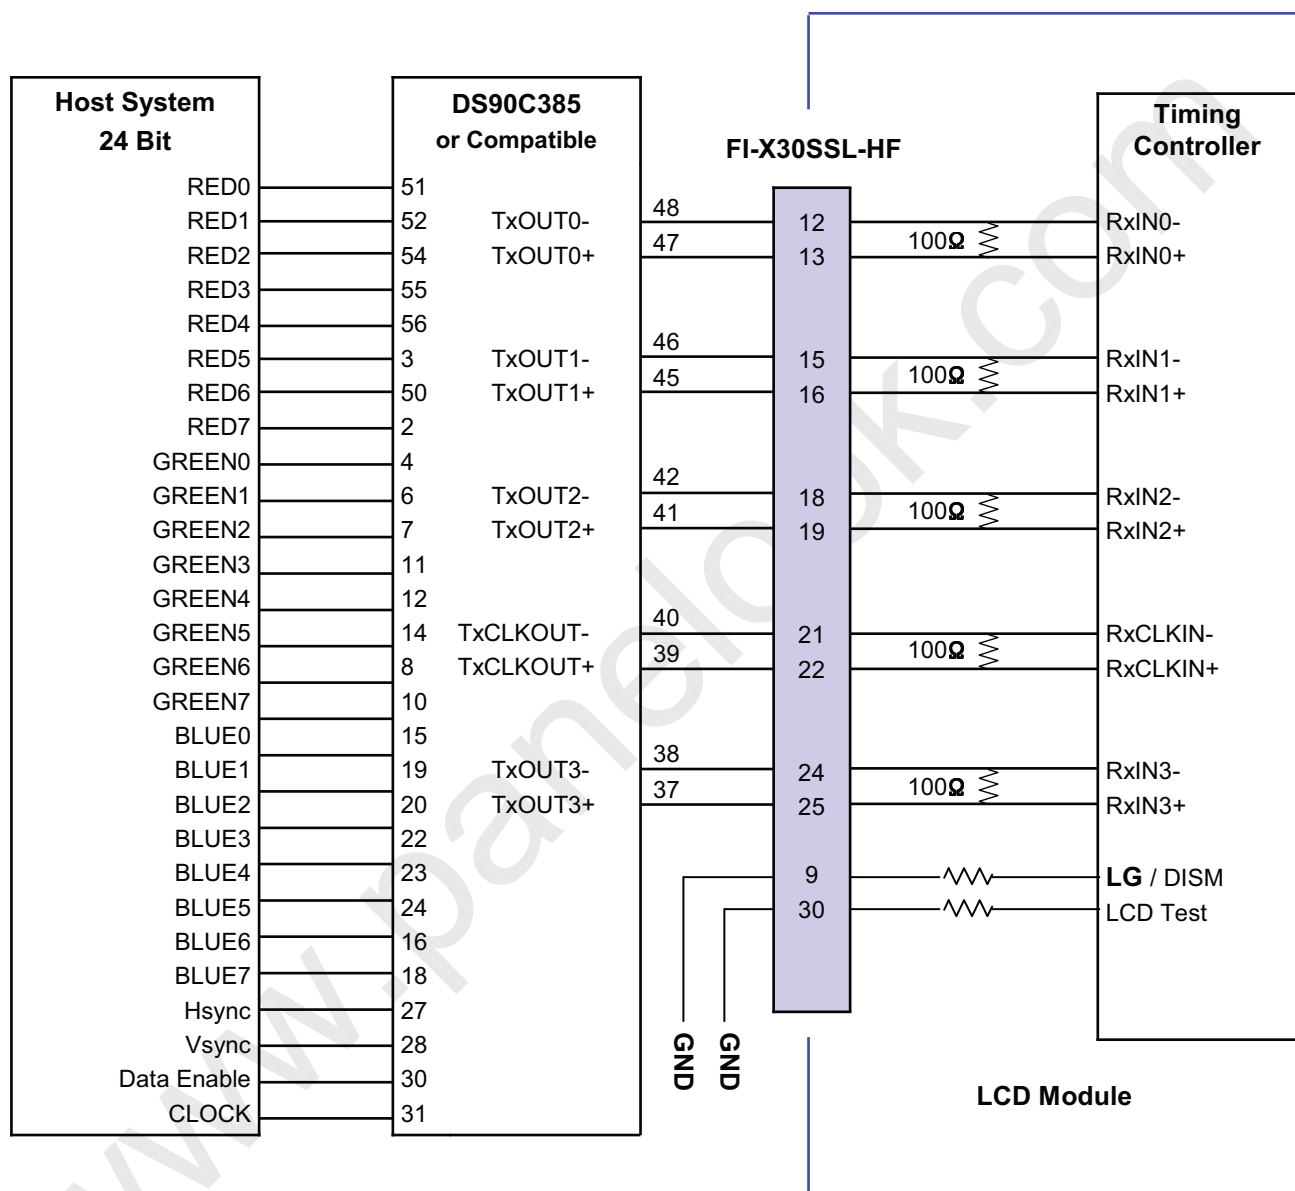 Host System
24 Bit
RED0
RED1
RED2
RED3
RED4
RED5
RED6
RED7
GREEN0
GREEN1
GREEN2
GREEN3
GREEN4
GREEN5
GREEN6
GREEN7
BLUE0
BLUE1
BLUE2
BLUE3
BLUE4
BLUE5
BLUE6
BLUE7
Hsync
Vsync
Data Enable
CLOCK
DS90C385
or Compatible
51
52
54
55
56
3
50
2
4
6
7
11
12
14
8
10
15
19
20
22
23
24
16
18
27
28
30
31
TxOUT0-
TxOUT0+
TxOUT1-
TxOUT1+
TxOUT2-
TxOUT2+
TxCLKOUT-
TxCLKOUT+
TxOUT3-
TxOUT3+
48
47
46
45
42
41
40
39
38
37
GND
GND
FI-X30SSL-HF
12
13
15
16
18
19
21
22
24
25
9
30
100Ω
100Ω
100Ω
100Ω
100Ω
Timing
Controller
RxIN0-
RxIN0+
RxIN1-
RxIN1+
RxIN2-
RxIN2+
RxCLKIN-
RxCLKIN+
RxIN3-
RxIN3+
LG / DISM
LCD Test
LCD Module
www.panelook.com